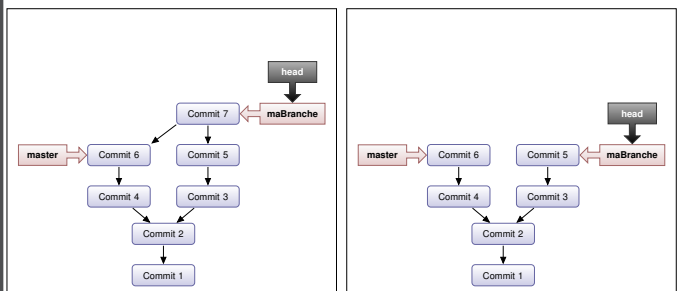 head
Commit 7
maBranche
master
Commit 6
Commit 5
Commit 4
Commit 3
Commit 2
Commit 1
head
master
Commit 6
Commit 5
maBranche
Commit 4
Commit 3
Commit 2
Commit 1